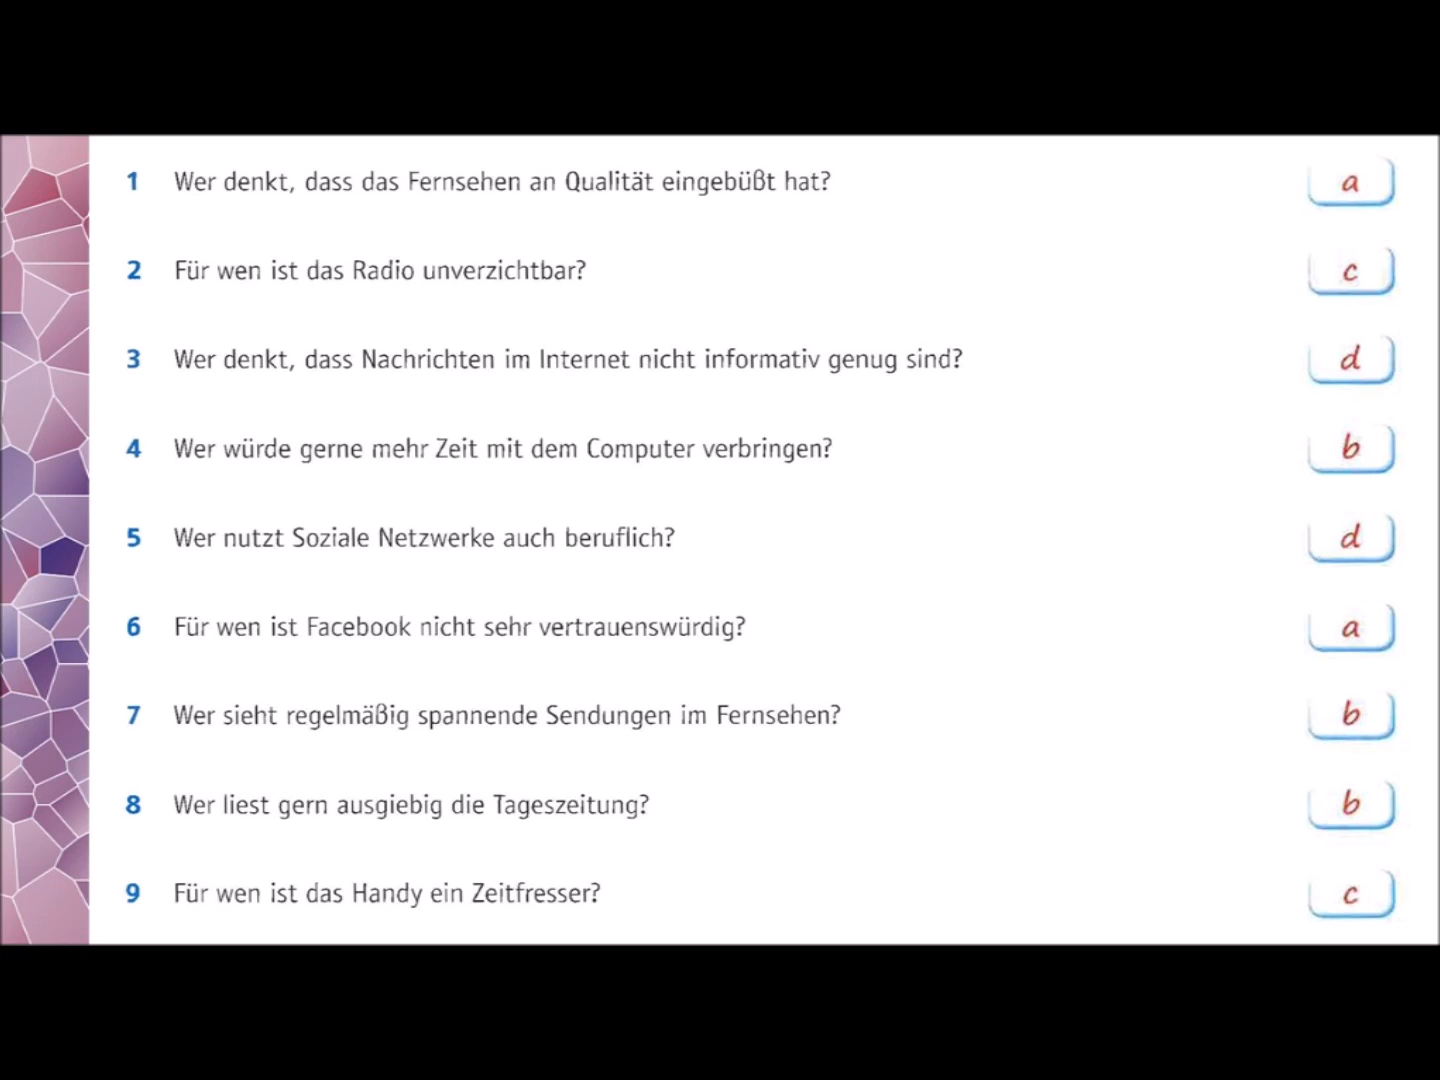 1 Wer denkt, dass das Fernsehen an Qualität eingebüßt hat? a
2 Für wen ist das Radio unverzichtbar? c
3 Wer denkt, dass Nachrichten im Internet nicht informativ genug sind? d
4 Wer würde gerne mehr Zeit mit dem Computer verbringen? b
5 Wer nutzt Soziale Netzwerke auch beruflich? d
6 Für wen ist Facebook nicht sehr vertrauenswürdig? a
7 Wer sieht regelmäßig spannende Sendungen im Fernsehen? b
8 Wer liest gern ausgiebig die Tageszeitung? b
9 Für wen ist das Handy ein Zeitfresser? c